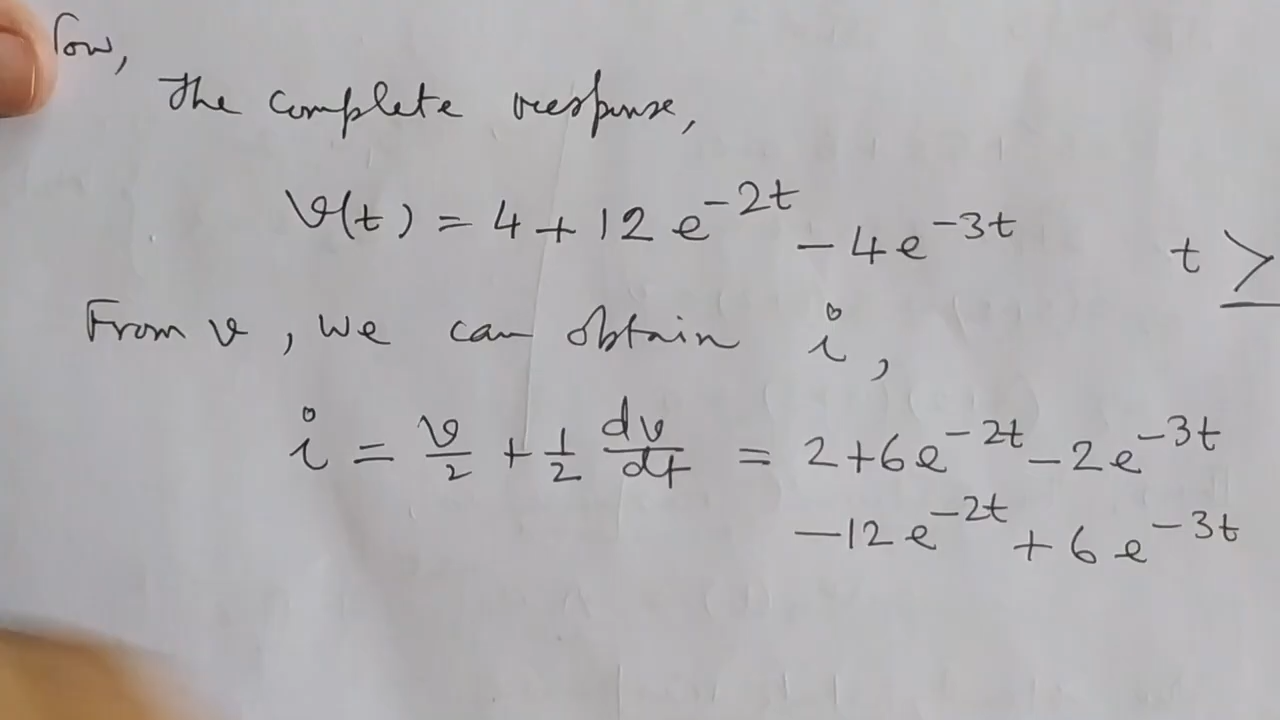 Now,
The complete response,
v(t) = 4 + 12 e^{-2t} - 4e^{-3t} t ≥
From v, we can obtain i,
i = v/2 + 1/2 dv/dt = 2 + 6e^{-2t} - 2e^{-3t}
-12e^{-2t} + 6e^{-3t}